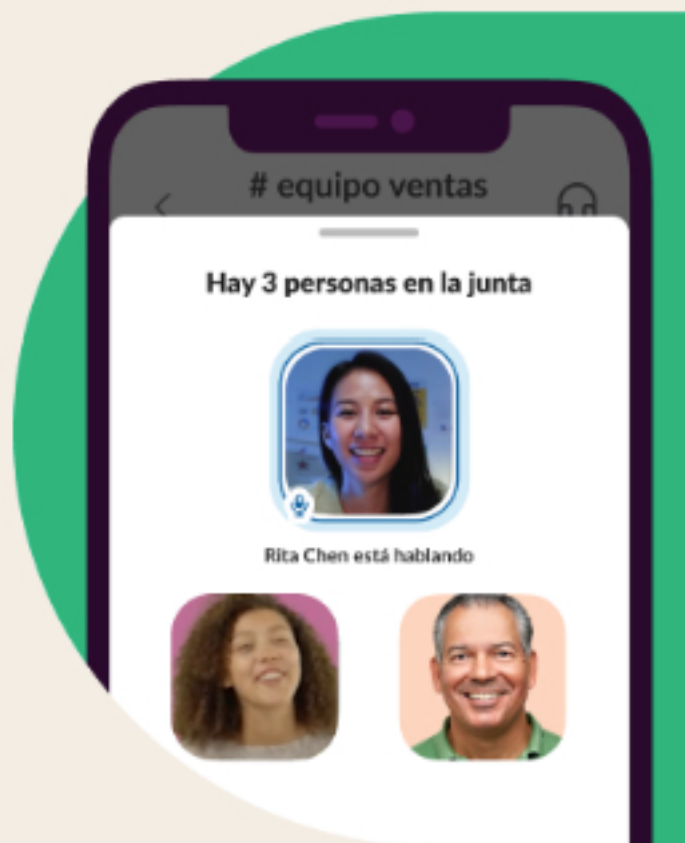 # equipo ventas
Hay 3 personas en la junta
Rita Chen está hablando